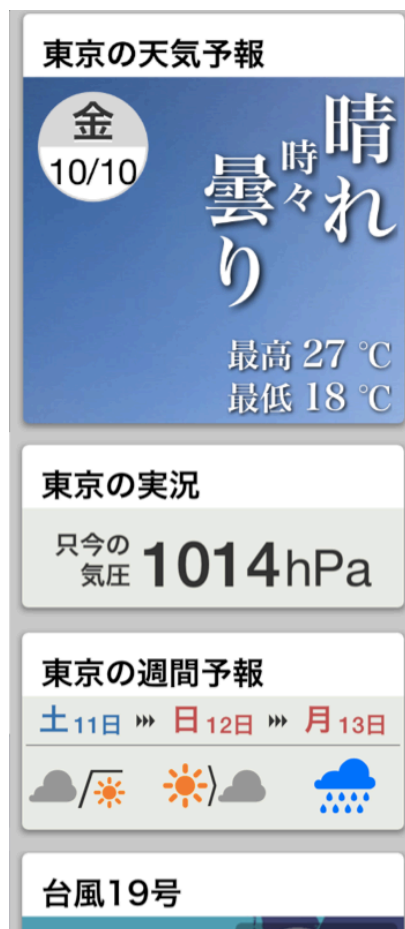 東京の天気予報
金
10/10
晴れ
時々
曇り
最高 27 ℃
最低 18 ℃
東京の実況
只今の
気圧 1014hPa
東京の週間予報
土11日 》》 日12日 》》 月13日
台風19号